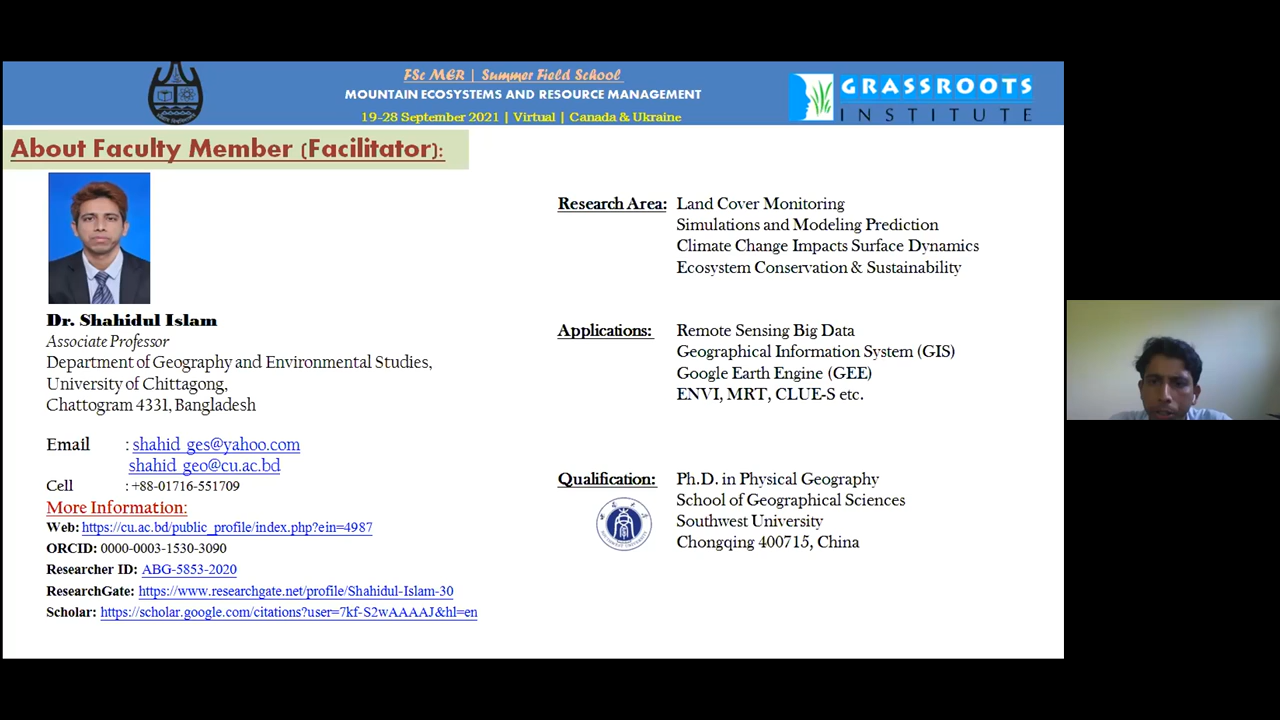 FSc MER | Summer Field School
MOUNTAIN ECOSYSTEMS AND RESOURCE MANAGEMENT
19-28 September 2021 | Virtual | Canada & Ukraine
GRASSROOTS
INSTITUTE
About Faculty Member (Facilitator):
Dr. Shahidul Islam
Associate Professor
Department of Geography and Environmental Studies,
University of Chittagong,
Chattogram 4331, Bangladesh
Email : shahid_ges@yahoo.com
shahid_geo@cu.ac.bd
Cell : +88-01716-551709
More Information:
Web: https://cu.ac.bd/public_profile/index.php?ein=4987
ORCID: 0000-0003-1530-3090
Researcher ID: ABG-5853-2020
ResearchGate: https://www.researchgate.net/profile/Shahidul-Islam-30
Scholar: https://scholar.google.com/citations?user=7kf-S2wAAAAJ&hl=en
Research Area: Land Cover Monitoring
Simulations and Modeling Prediction
Climate Change Impacts Surface Dynamics
Ecosystem Conservation & Sustainability
Applications: Remote Sensing Big Data
Geographical Information System (GIS)
Google Earth Engine (GEE)
ENVI, MRT, CLUE-S etc.
Qualification: Ph.D. in Physical Geography
School of Geographical Sciences
Southwest University
Chongqing 400715, China